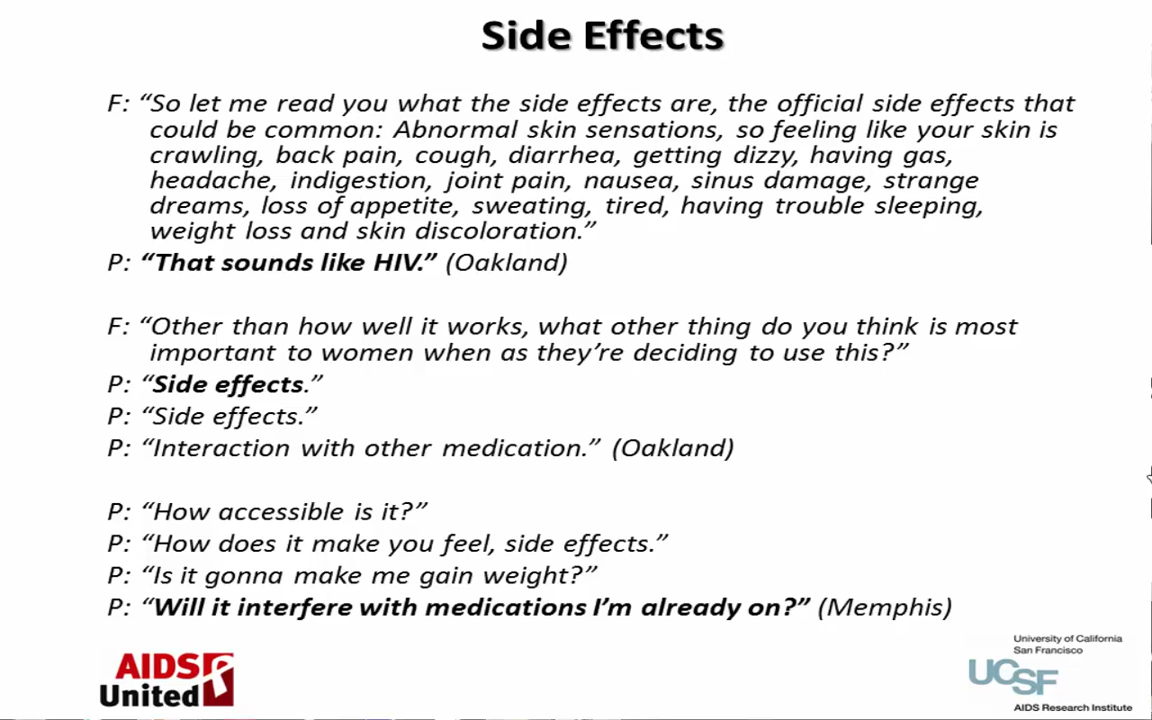 Side Effects
F: “So let me read you what the side effects are, the official side effects that
could be common: Abnormal skin sensations, so feeling like your skin is
crawling, back pain, cough, diarrhea, getting dizzy, having gas,
headache, indigestion, joint pain, nausea, sinus damage, strange
dreams, loss of appetite, sweating, tired, having trouble sleeping,
weight loss and skin discoloration.”
P: “That sounds like HIV.” (Oakland)
F: “Other than how well it works, what other thing do you think is most
important to women when as they’re deciding to use this?”
P: “Side effects.”
P: “Side effects.”
P: “Interaction with other medication.” (Oakland)
P: “How accessible is it?”
P: “How does it make you feel, side effects.”
P: “Is it gonna make me gain weight?”
P: “Will it interfere with medications I’m already on?” (Memphis)
AIDS
United
University of California
San Francisco
UCSF
AIDS Research Institute